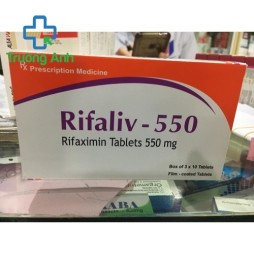 Trường Anh
℞ Prescription Medicine
Rifaliv - 550
Rifaximin Tablets 550 mg
Box of 3 x 10 Tablets
Film - coated Tablets